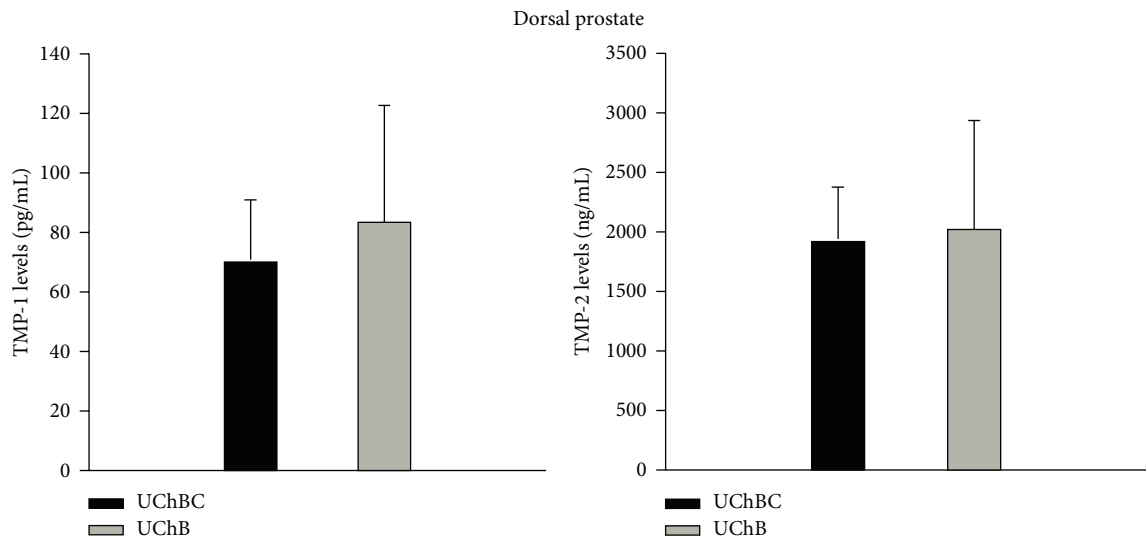 Dorsal prostate
140
120
100
80
60
40
20
0
TMP-1 levels (pg/mL)
UChBC
UChB
3500
3000
2500
2000
1500
1000
500
0
TMP-2 levels (ng/mL)
UChBC
UChB